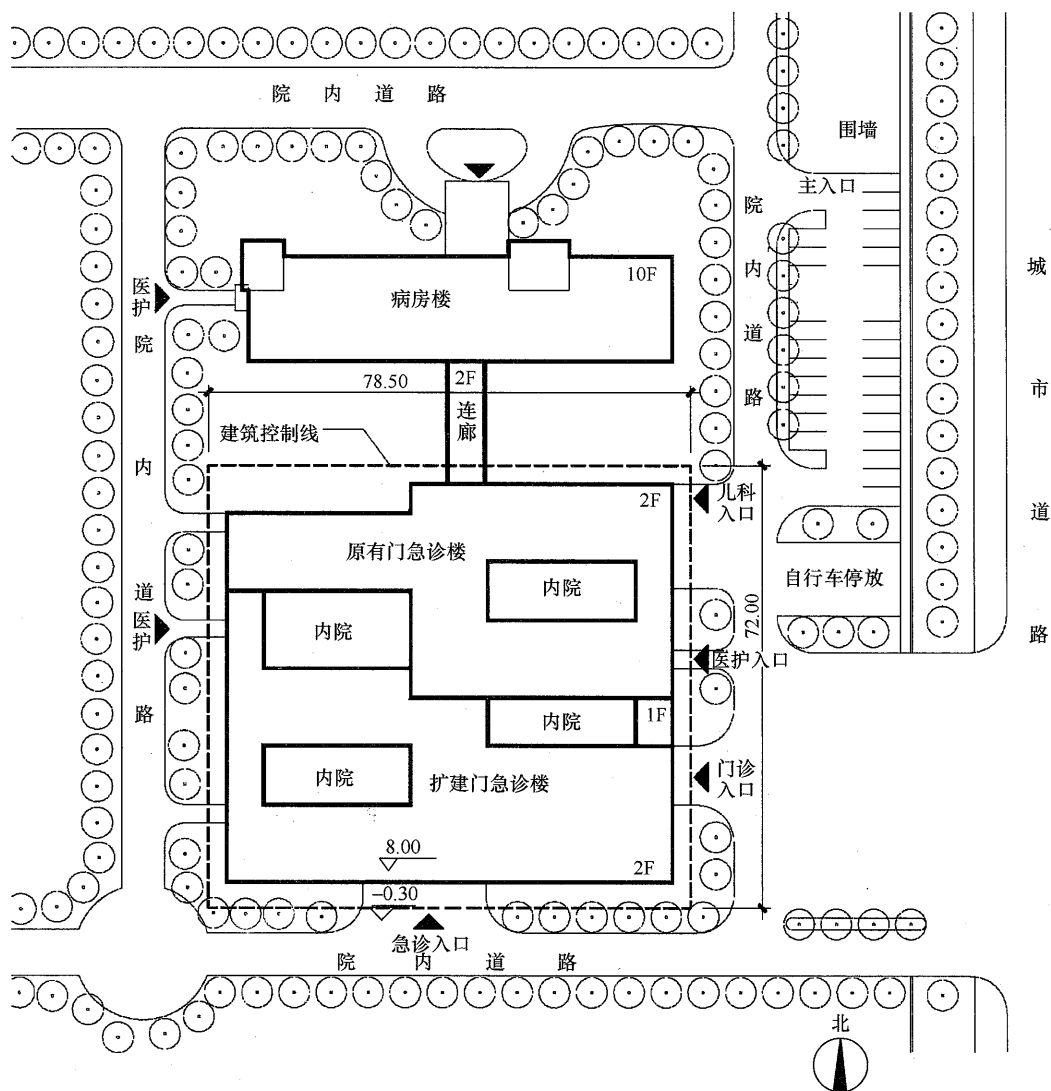 院内道路
围墙
主入口
院内道路
城市道路
10F
病房楼
医护
院内道路
78.50
2F
连廊
建筑控制线
2F
儿科
入口
原有门急诊楼
内院
自行车停放
72.00
内院
医护
医护入口
内院
1F
内院
扩建门急诊楼
门诊
入口
8.00
2F
-0.30
急诊入口
院内道路
北